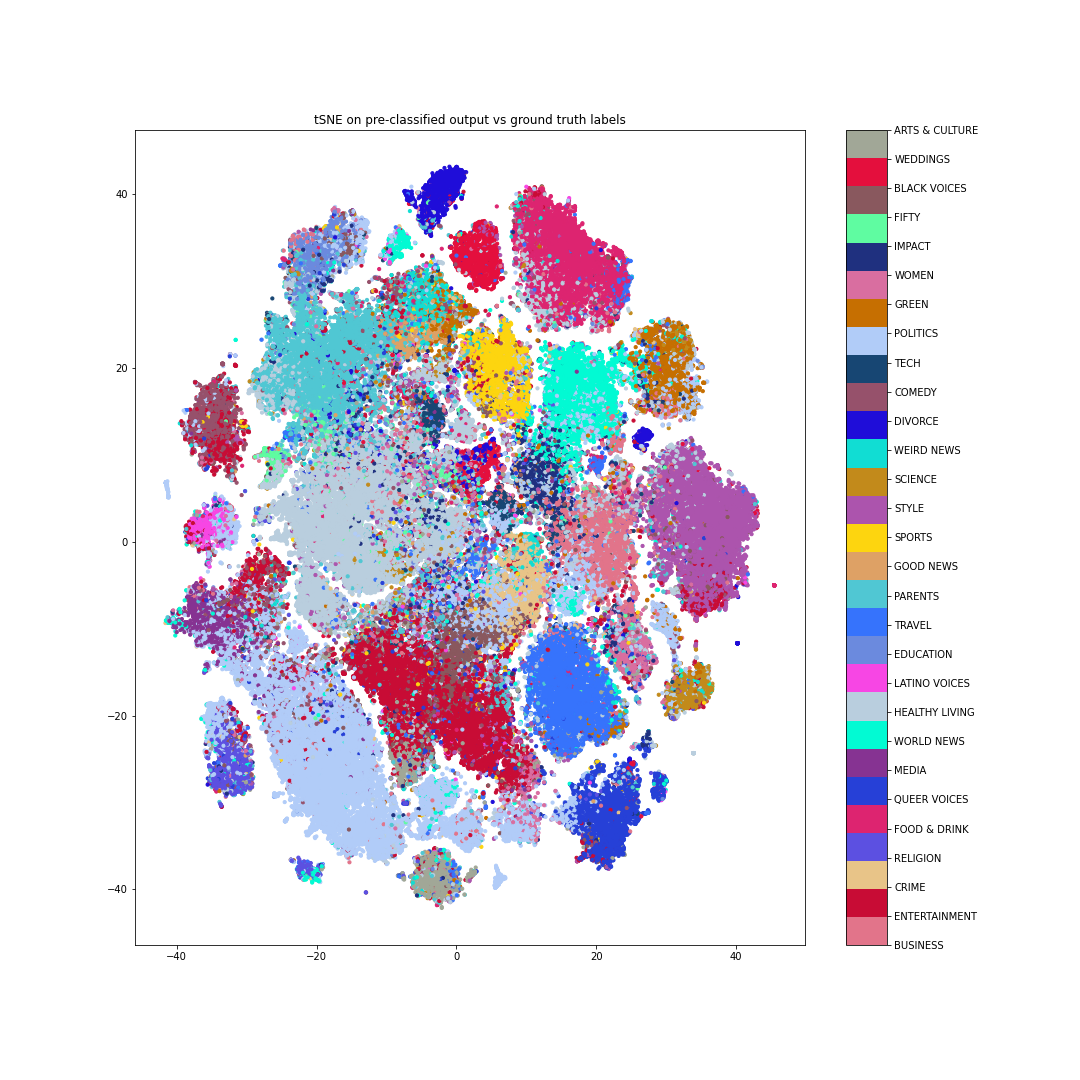 tSNE on pre-classified output vs ground truth labels
40
20
0
−20
−40
−40
−20
0
20
40
ARTS & CULTURE
WEDDINGS
BLACK VOICES
FIFTY
IMPACT
WOMEN
GREEN
POLITICS
TECH
COMEDY
DIVORCE
WEIRD NEWS
SCIENCE
STYLE
SPORTS
GOOD NEWS
PARENTS
TRAVEL
EDUCATION
LATINO VOICES
HEALTHY LIVING
WORLD NEWS
MEDIA
QUEER VOICES
FOOD & DRINK
RELIGION
CRIME
ENTERTAINMENT
BUSINESS